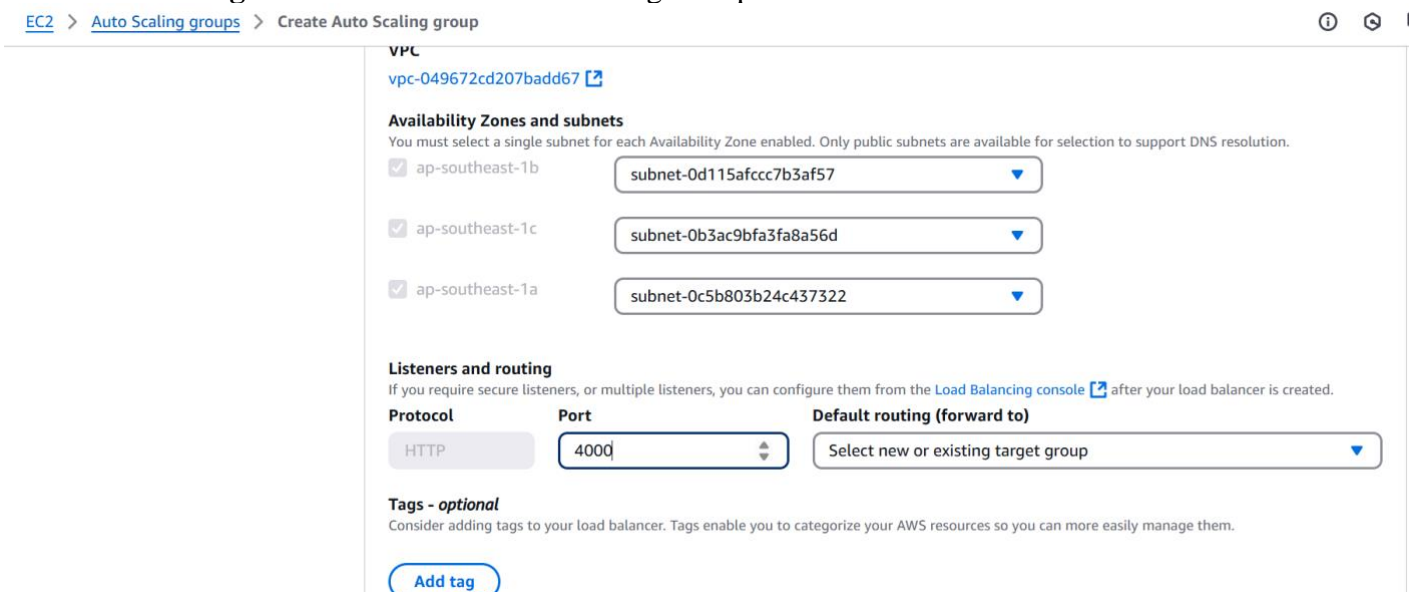 EC2 > Auto Scaling groups > Create Auto Scaling group
VPC
vpc-049672cd207badd67
Availability Zones and subnets
You must select a single subnet for each Availability Zone enabled. Only public subnets are available for selection to support DNS resolution.
ap-southeast-1b subnet-0d115afccc7b3af57
ap-southeast-1c subnet-0b3ac9bfa3fa8a56d
ap-southeast-1a subnet-0c5b803b24c437322
Listeners and routing
If you require secure listeners, or multiple listeners, you can configure them from the Load Balancing console after your load balancer is created.
Protocol Port Default routing (forward to)
HTTP 4000 Select new or existing target group
Tags - optional
Consider adding tags to your load balancer. Tags enable you to categorize your AWS resources so you can more easily manage them.
Add tag